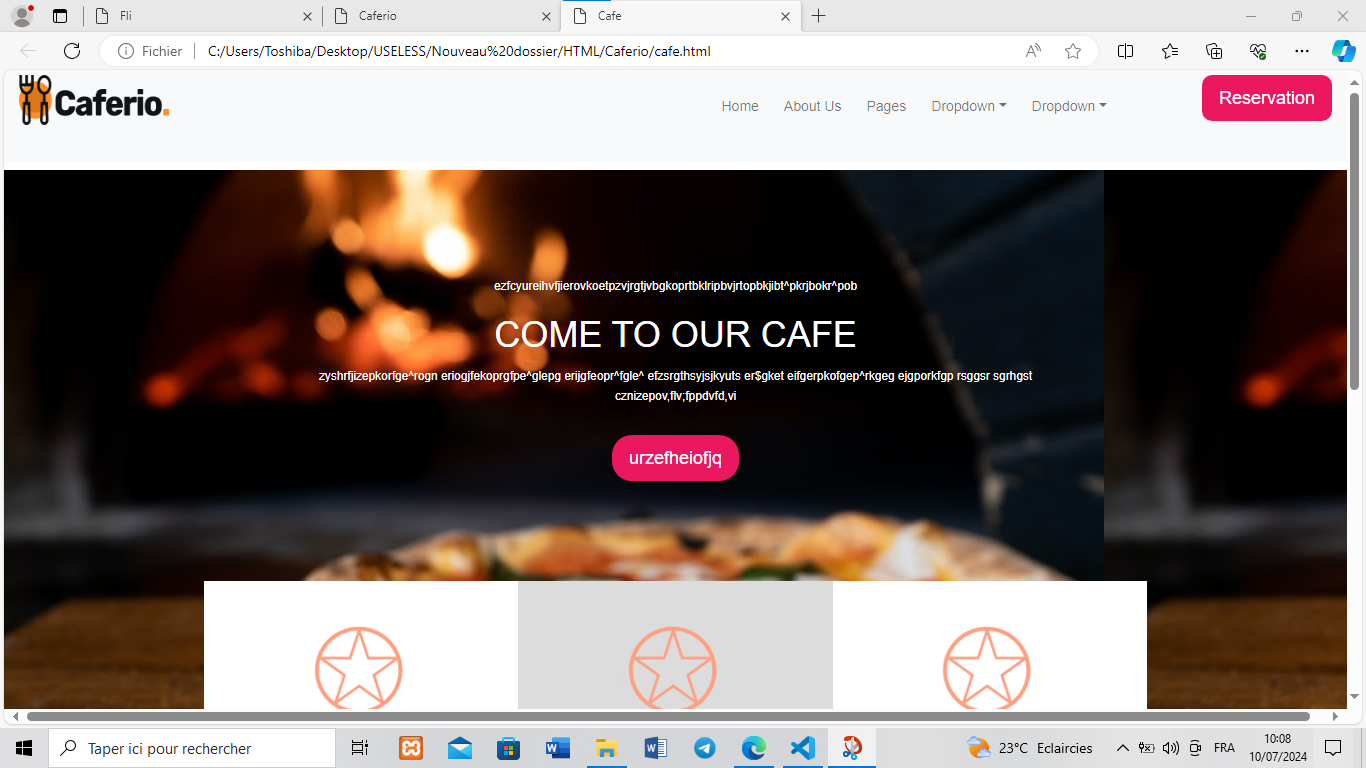 Fli
Caferio
Cafe
Fichier
C:/Users/Toshiba/Desktop/USELESS/Nouveau%20dossier/HTML/Caferio/cafe.html
Caferio.
Home About Us Pages Dropdown Dropdown
Reservation
ezfcyureihvfjierovkoetpzvjrgtjvbgkoprtbklripbvjrtopbkjibt^pkrjbokr^pob
COME TO OUR CAFE
zyshrfjizepkorfge^rogn eriogjfekoprgfpe^glepg erijgfeopr^fgle^ efzsrgthsyjsjkyuts er$gket eifgerpkofgep^rkgeg ejgporkfgp rsggsr sgrhgst
cznizepov,flv;fppdvfd,vi
urzefheiofjq
Taper ici pour rechercher
23°C Eclaircies
FRA
10:08
10/07/2024